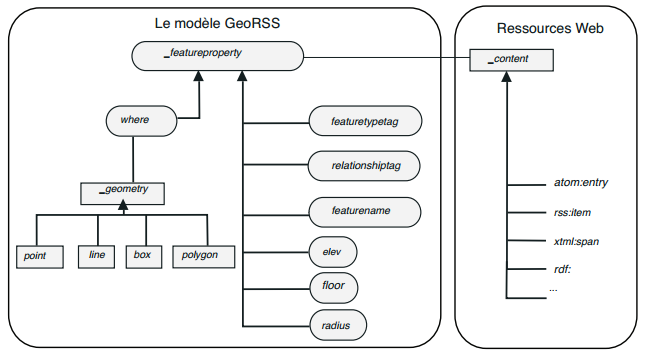 Le modèle GeoRSS
Ressources Web
_featureproperty
_content
where
featuretypetag
relationshiptag
_geometry
featurename
point
line
box
polygon
elev
floor
radius
atom:entry
rss:item
xtml:span
rdf:
...